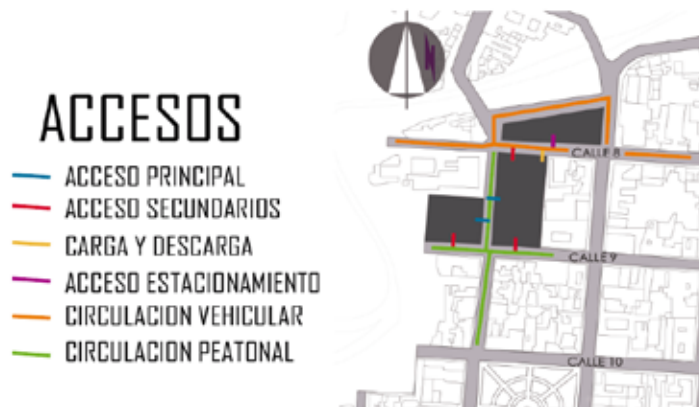 ACCESOS
ACCESO PRINCIPAL
ACCESO SECUNDARIOS
CARGA Y DESCARGA
ACCESO ESTACIONAMIENTO
CIRCULACION VEHICULAR
CIRCULACION PEATONAL
N
CALLE 8
CALLE 9
CALLE 10